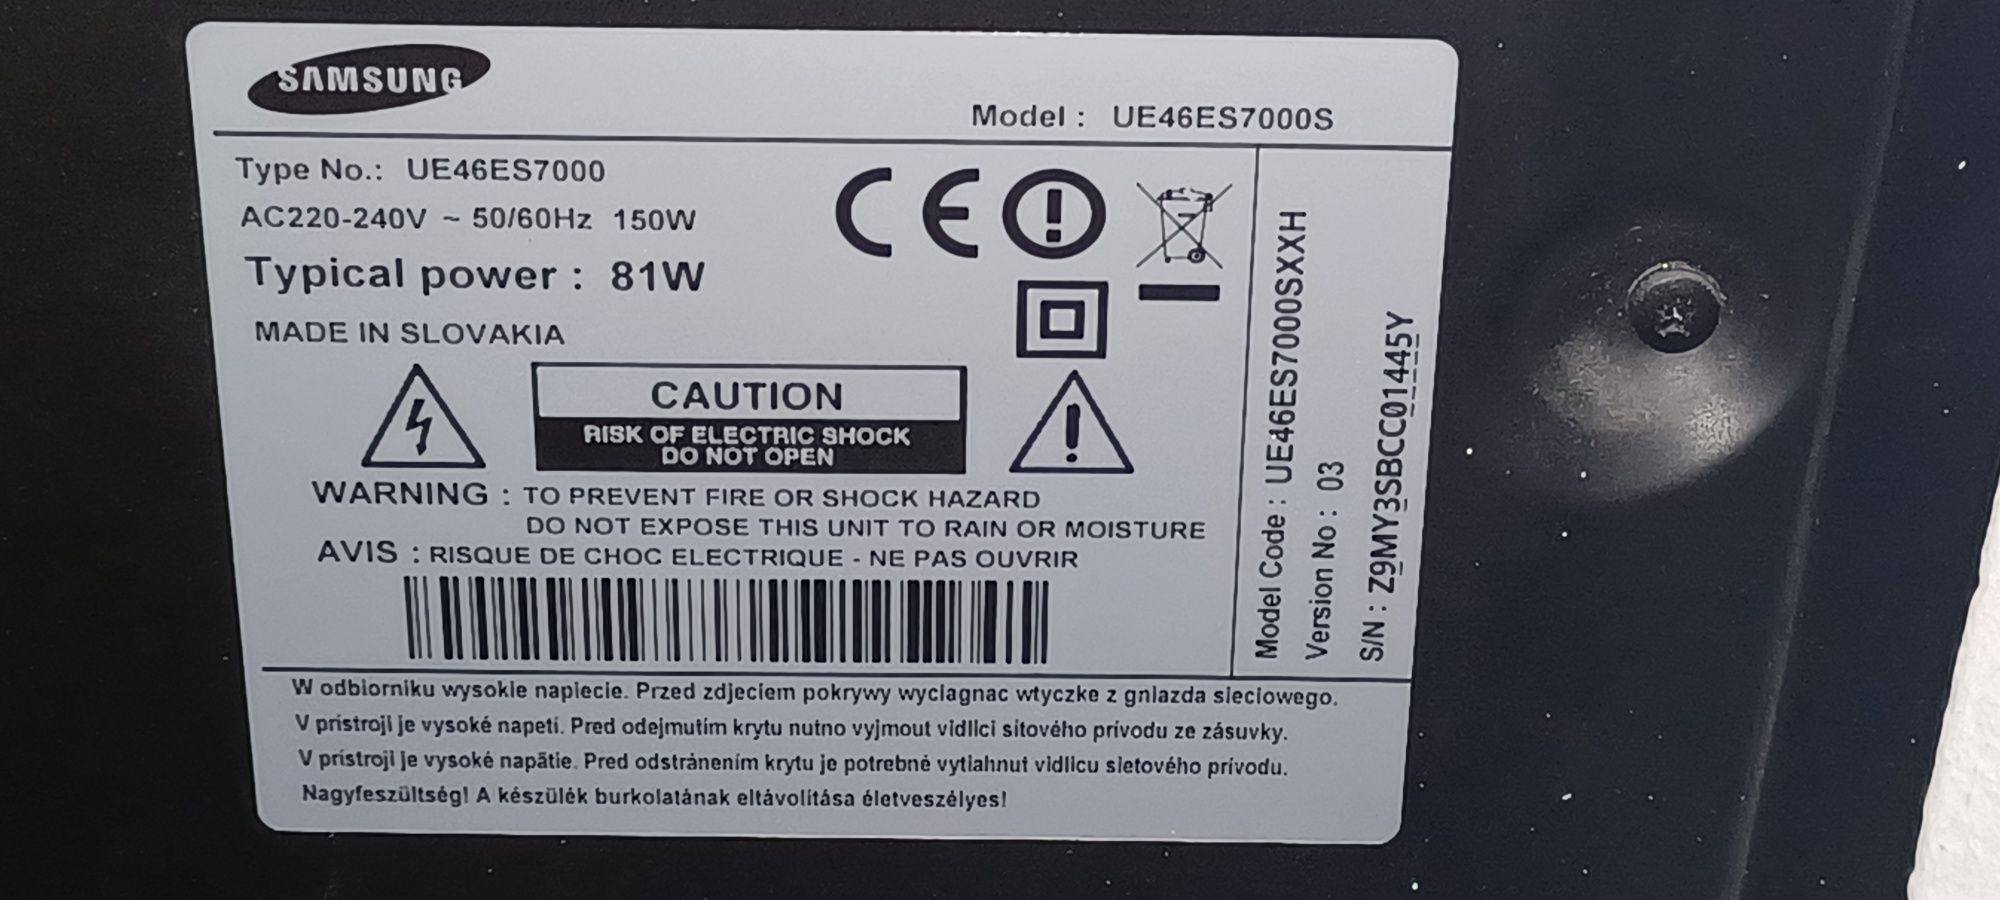 SAMSUNG
Model : UE46ES7000S
Type No.: UE46ES7000
AC220-240V ~ 50/60Hz 150W
Typical power : 81W
MADE IN SLOVAKIA
CAUTION
RISK OF ELECTRIC SHOCK
DO NOT OPEN
WARNING : TO PREVENT FIRE OR SHOCK HAZARD
DO NOT EXPOSE THIS UNIT TO RAIN OR MOISTURE
AVIS : RISQUE DE CHOC ELECTRIQUE - NE PAS OUVRIR
Model Code : UE46ES7000SXXH
Version No : 03
S/N : Z9MY3SBCC01445Y
W odbiorniku wysokie napiecie. Przed zdjeciem pokrywy wyciagnac wtyczke z gniazda sieciowego.
V prístroji je vysoké napetí. Pred odejmutím krytu nutno vyjmout vidlici sítového prívodu ze zásuvky.
V prístroji je vysoké napätie. Pred odstránením krytu je potrebné vytiahnut vidlicu sietového prívodu.
Nagyfeszültség! A készülék burkolatának eltávolítása életveszélyes!